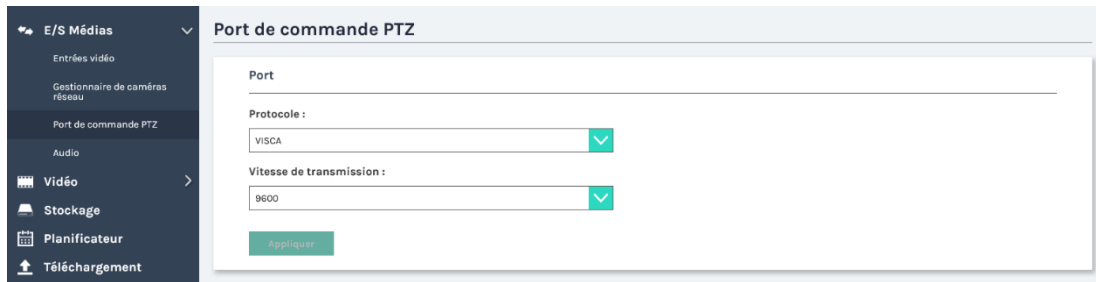 E/S Médias
Entrées vidéo
Gestionnaire de caméras
réseau
Port de commande PTZ
Audio
Vidéo
Stockage
Planificateur
Téléchargement
Port de commande PTZ
Port
Protocole :
VISCA
Vitesse de transmission :
9600
Appliquer